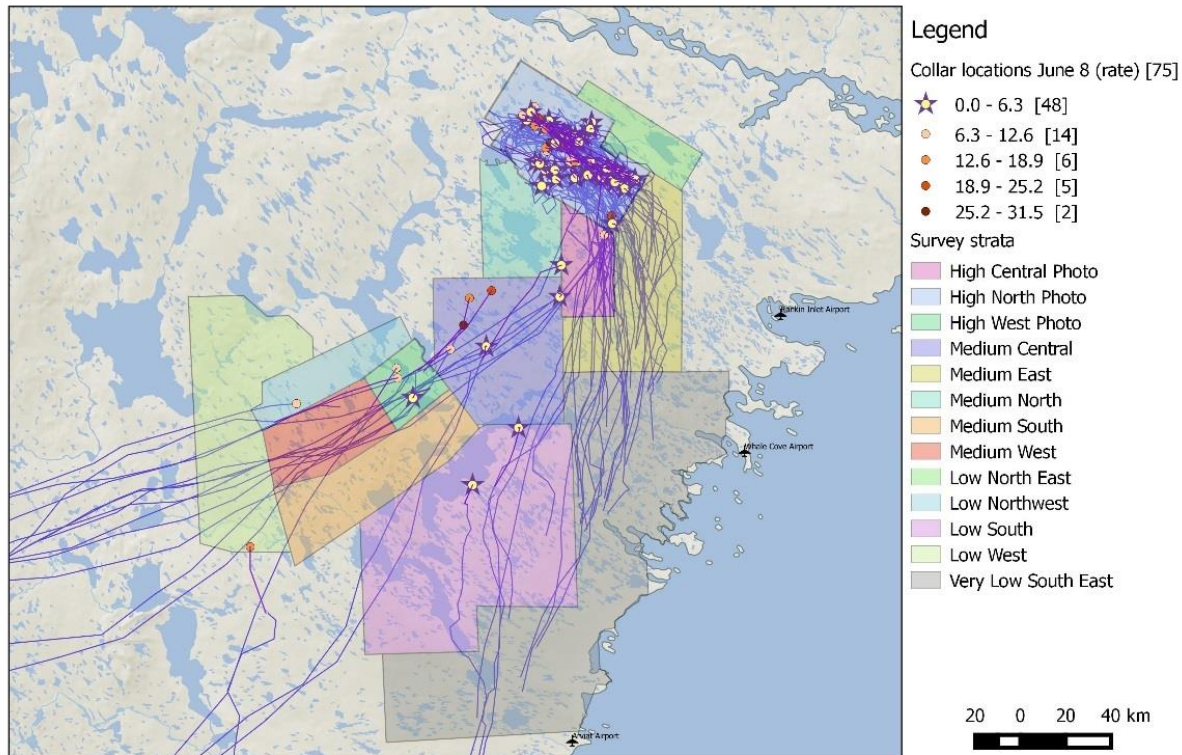 Legend
Collar locations June 8 (rate) [75]
0.0 - 6.3 [48]
6.3 - 12.6 [14]
12.6 - 18.9 [6]
18.9 - 25.2 [5]
25.2 - 31.5 [2]
Survey strata
High Central Photo
High North Photo
High West Photo
Medium Central
Medium East
Medium North
Medium South
Medium West
Low North East
Low Northwest
Low South
Low West
Very Low South East
Rankin Inlet Airport
Whale Cove Airport
Arviat Airport
20 0 20 40 km